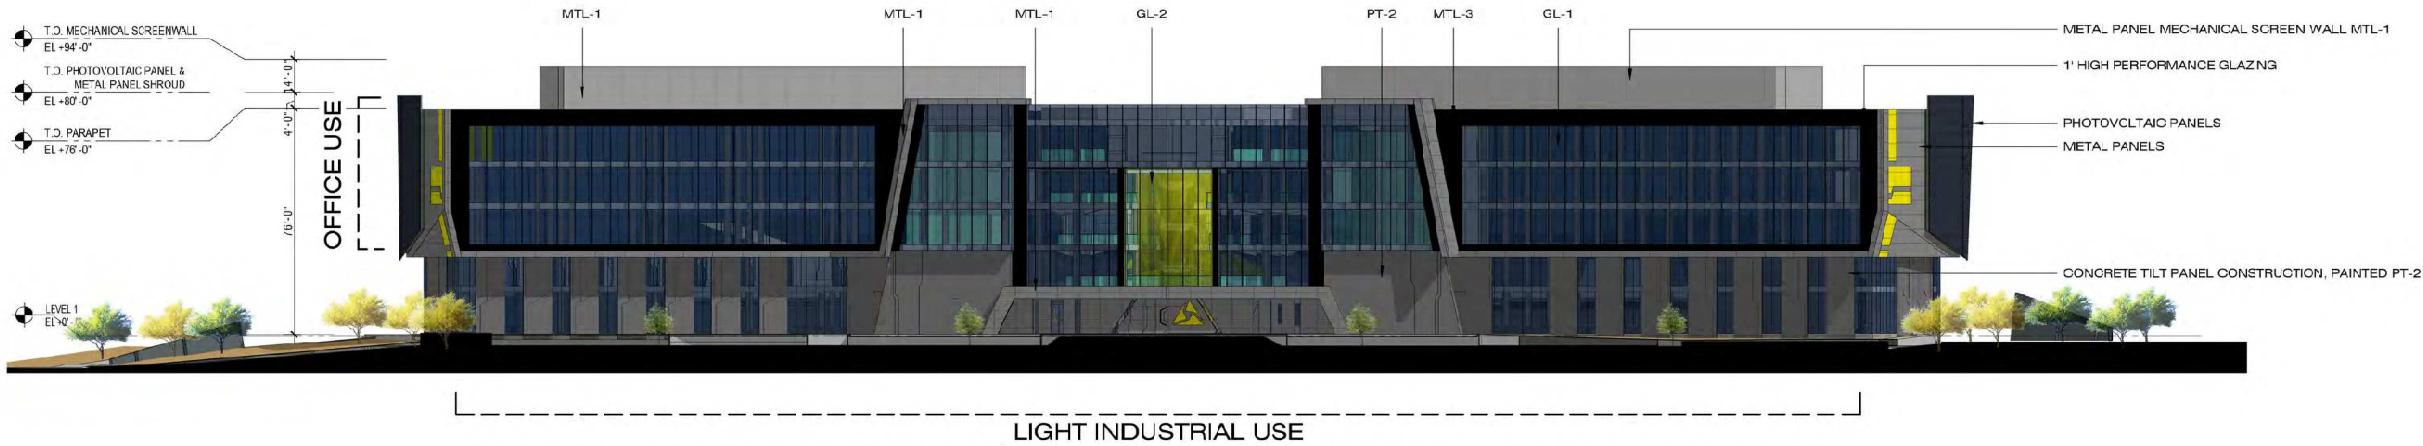 MTL-1
MTL-1
MTL-1
GL-2
PT-2
MTL-3
GL-1
T.O. MECHANICAL SCREENWALL
EL +94'-0"
T.O. PHOTOVOLTAIC PANEL &
METAL PANEL SHROUD
EL +80'-0"
T.O. PARAPET
EL +76'-0"
LEVEL 1
14'-0"
4'-0"
76'-0"
OFFICE USE
METAL PANEL MECHANICAL SCREEN WALL MTL-1
1" HIGH PERFORMANCE GLAZING
PHOTOVOLTAIC PANELS
METAL PANELS
CONCRETE TILT PANEL CONSTRUCTION, PAINTED PT-2
LIGHT INDUSTRIAL USE